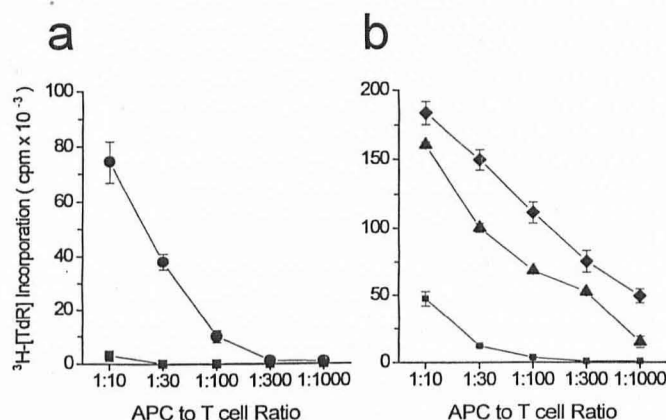 a
b
³H-[TdR] Incorporation ( cpm x 10 ⁻³ )
100
80
60
40
20
0
1:10 1:30 1:100 1:300 1:1000
APC to T cell Ratio
200
150
100
50
0
1:10 1:30 1:100 1:300 1:1000
APC to T cell Ratio